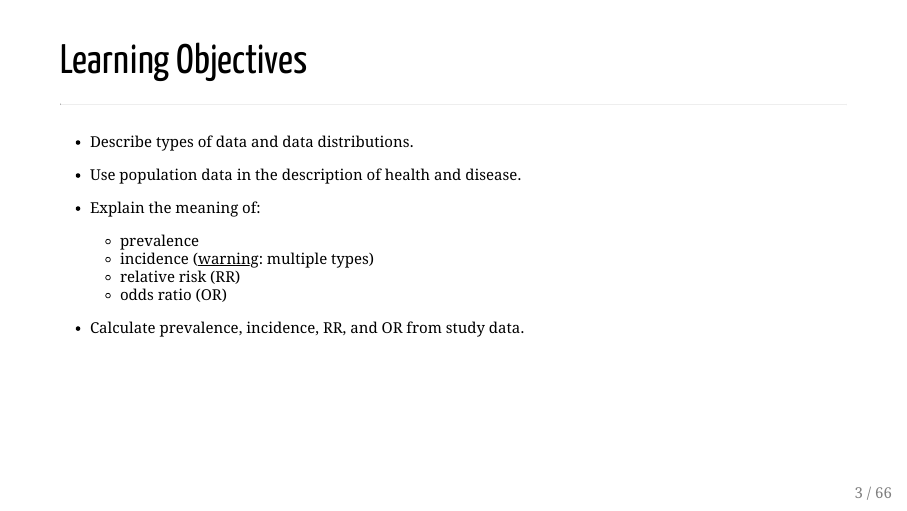 Learning Objectives
• Describe types of data and data distributions.
• Use population data in the description of health and disease.
• Explain the meaning of:
◦ prevalence
◦ incidence (warning: multiple types)
◦ relative risk (RR)
◦ odds ratio (OR)
• Calculate prevalence, incidence, RR, and OR from study data.
3 / 66